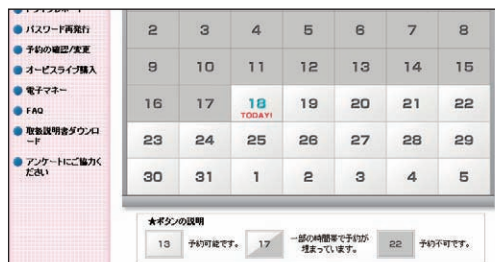 パスワード再発行
予約の確認/変更
オービスライブ購入
電子マネー
FAQ
取扱説明書ダウンロ
ード
アンケートにご協力く
ださい
2 3 4 5 6 7 8
9 10 11 12 13 14 15
16 17 18 19 20 21 22
TODAY!
23 24 25 26 27 28 29
30 31 1 2 3 4 5
★ボタンの説明
13 予約可能です。 17 一部の時間帯で予約が
埋まっています。 22 予約不可です。